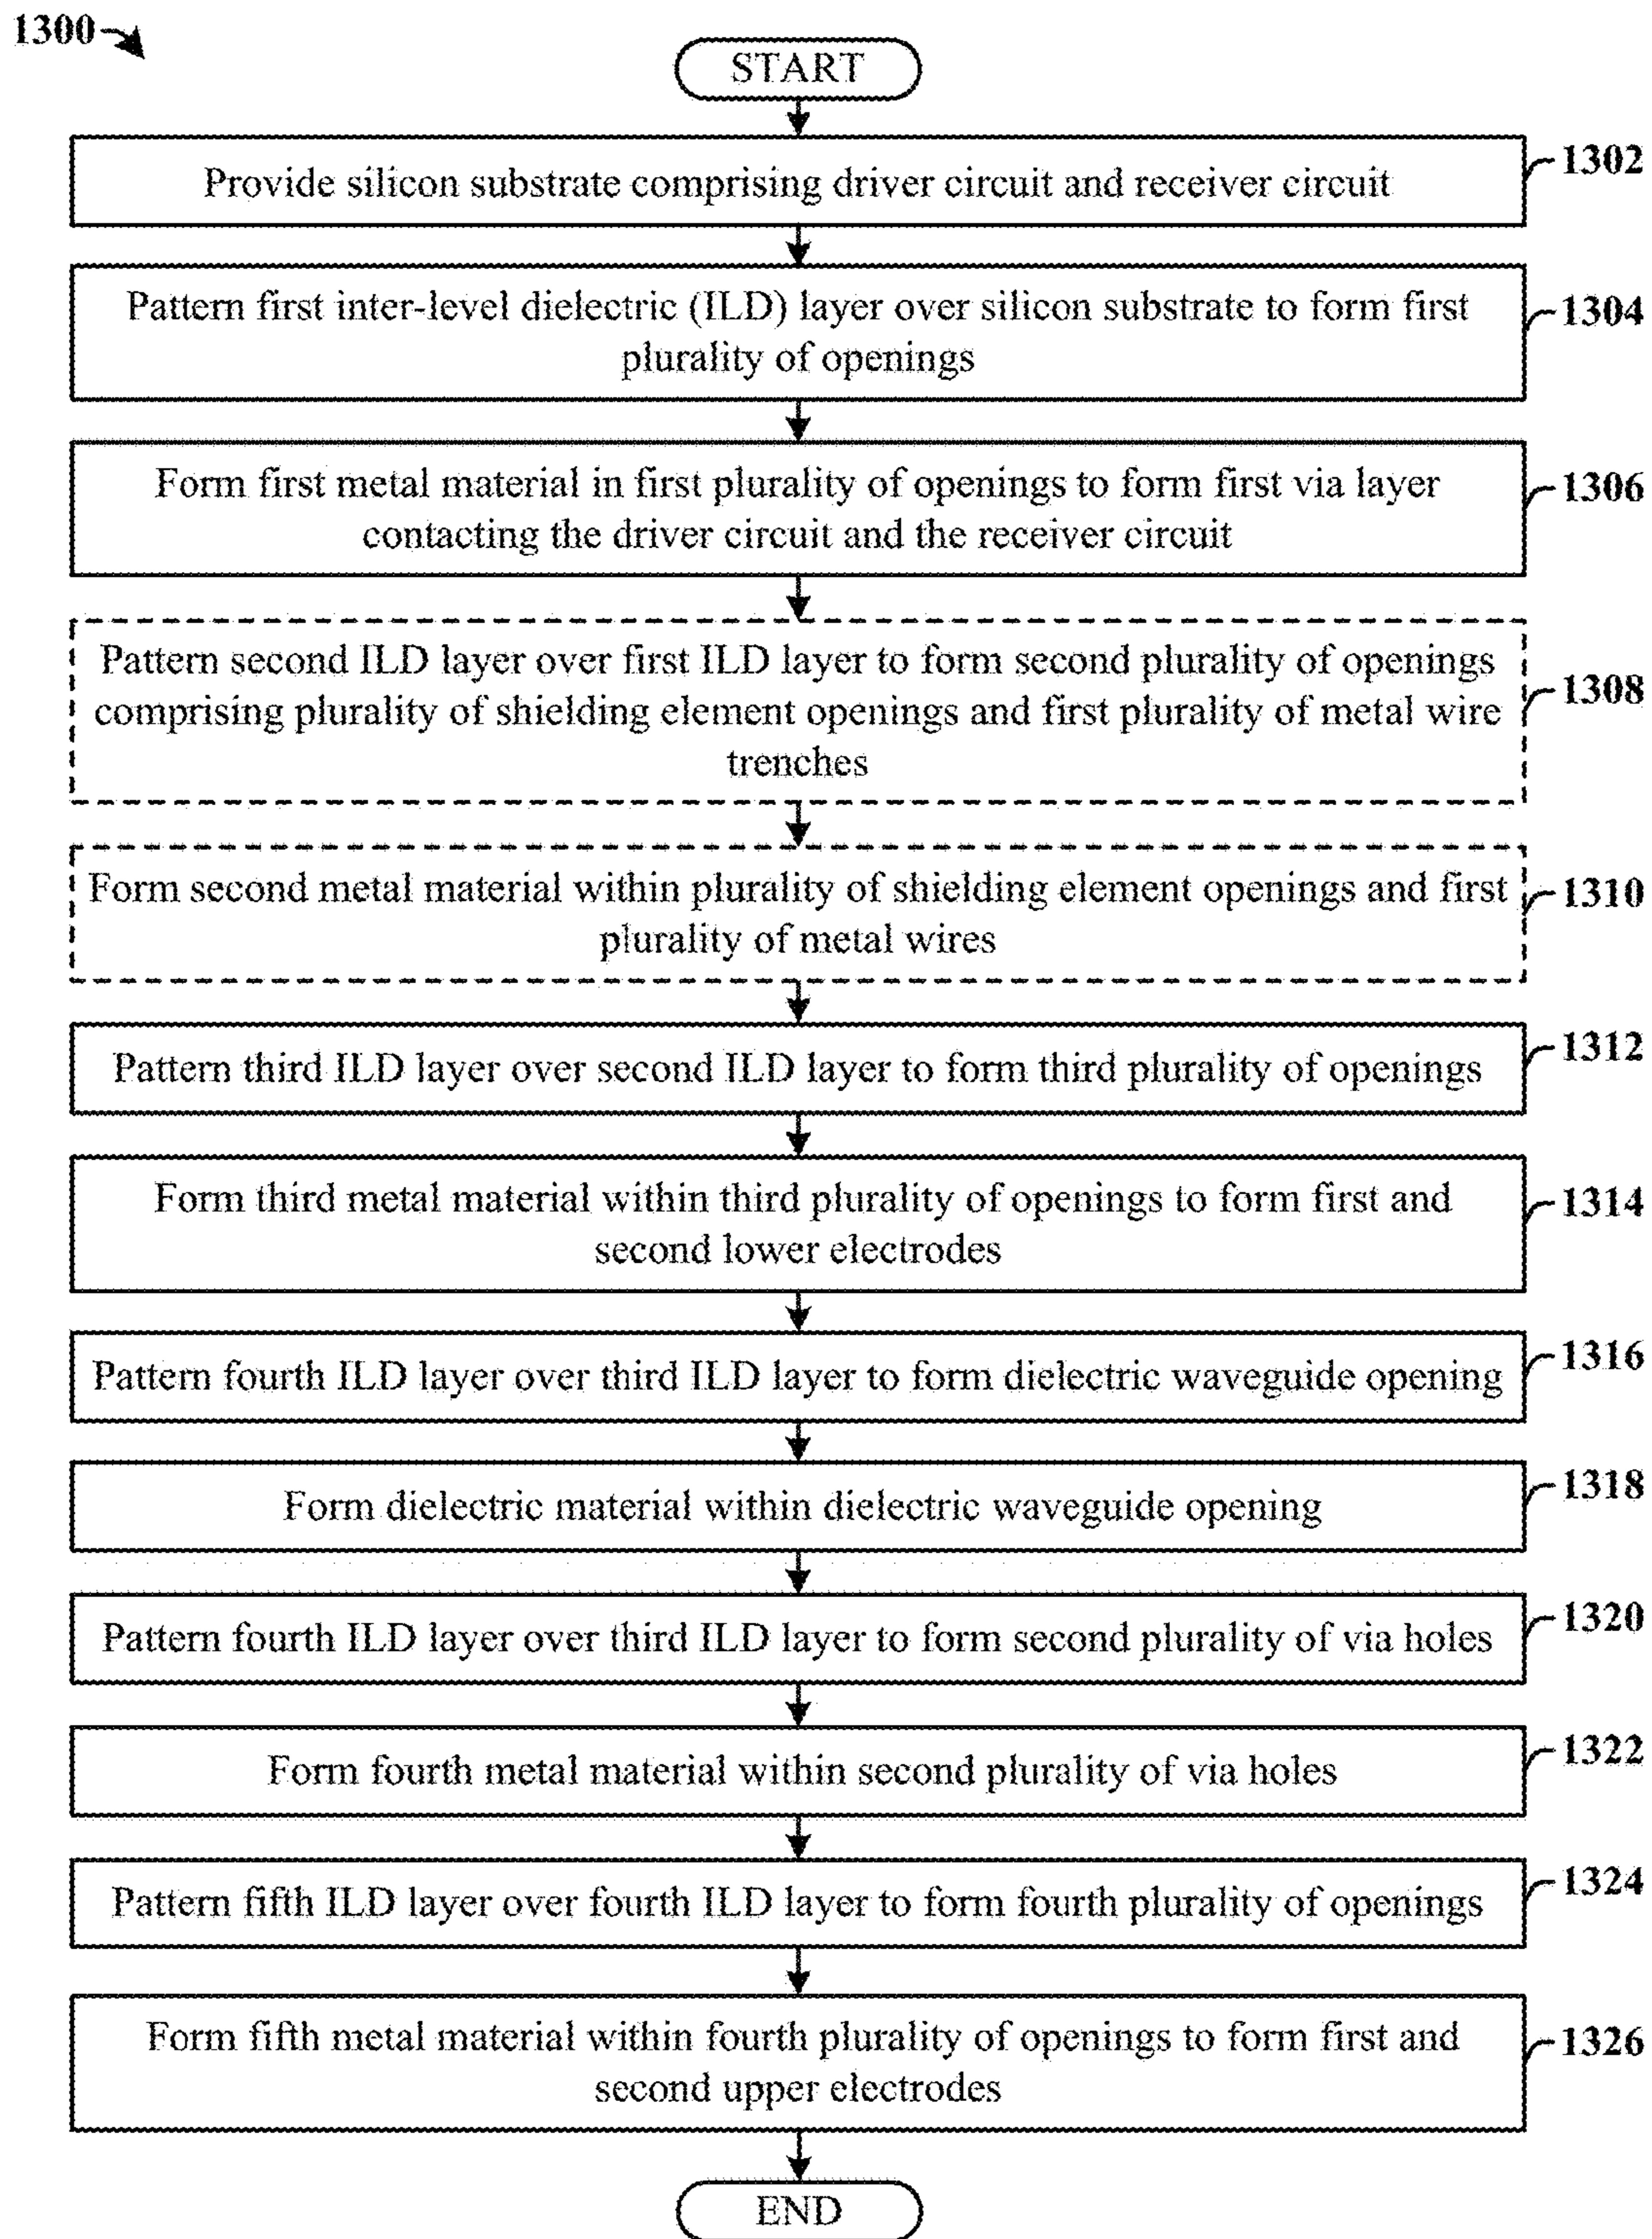 1300
START
Provide silicon substrate comprising driver circuit and receiver circuit
1302
Pattern first inter-level dielectric (ILD) layer over silicon substrate to form first
plurality of openings
1304
Form first metal material in first plurality of openings to form first via layer
contacting the driver circuit and the receiver circuit
1306
Pattern second ILD layer over first ILD layer to form second plurality of openings
comprising plurality of shielding element openings and first plurality of metal wire
trenches
1308
Form second metal material within plurality of shielding element openings and first
plurality of metal wires
1310
Pattern third ILD layer over second ILD layer to form third plurality of openings
1312
Form third metal material within third plurality of openings to form first and
second lower electrodes
1314
Pattern fourth ILD layer over third ILD layer to form dielectric waveguide opening
1316
Form dielectric material within dielectric waveguide opening
1318
Pattern fourth ILD layer over third ILD layer to form second plurality of via holes
1320
Form fourth metal material within second plurality of via holes
1322
Pattern fifth ILD layer over fourth ILD layer to form fourth plurality of openings
1324
Form fifth metal material within fourth plurality of openings to form first and
second upper electrodes
1326
END